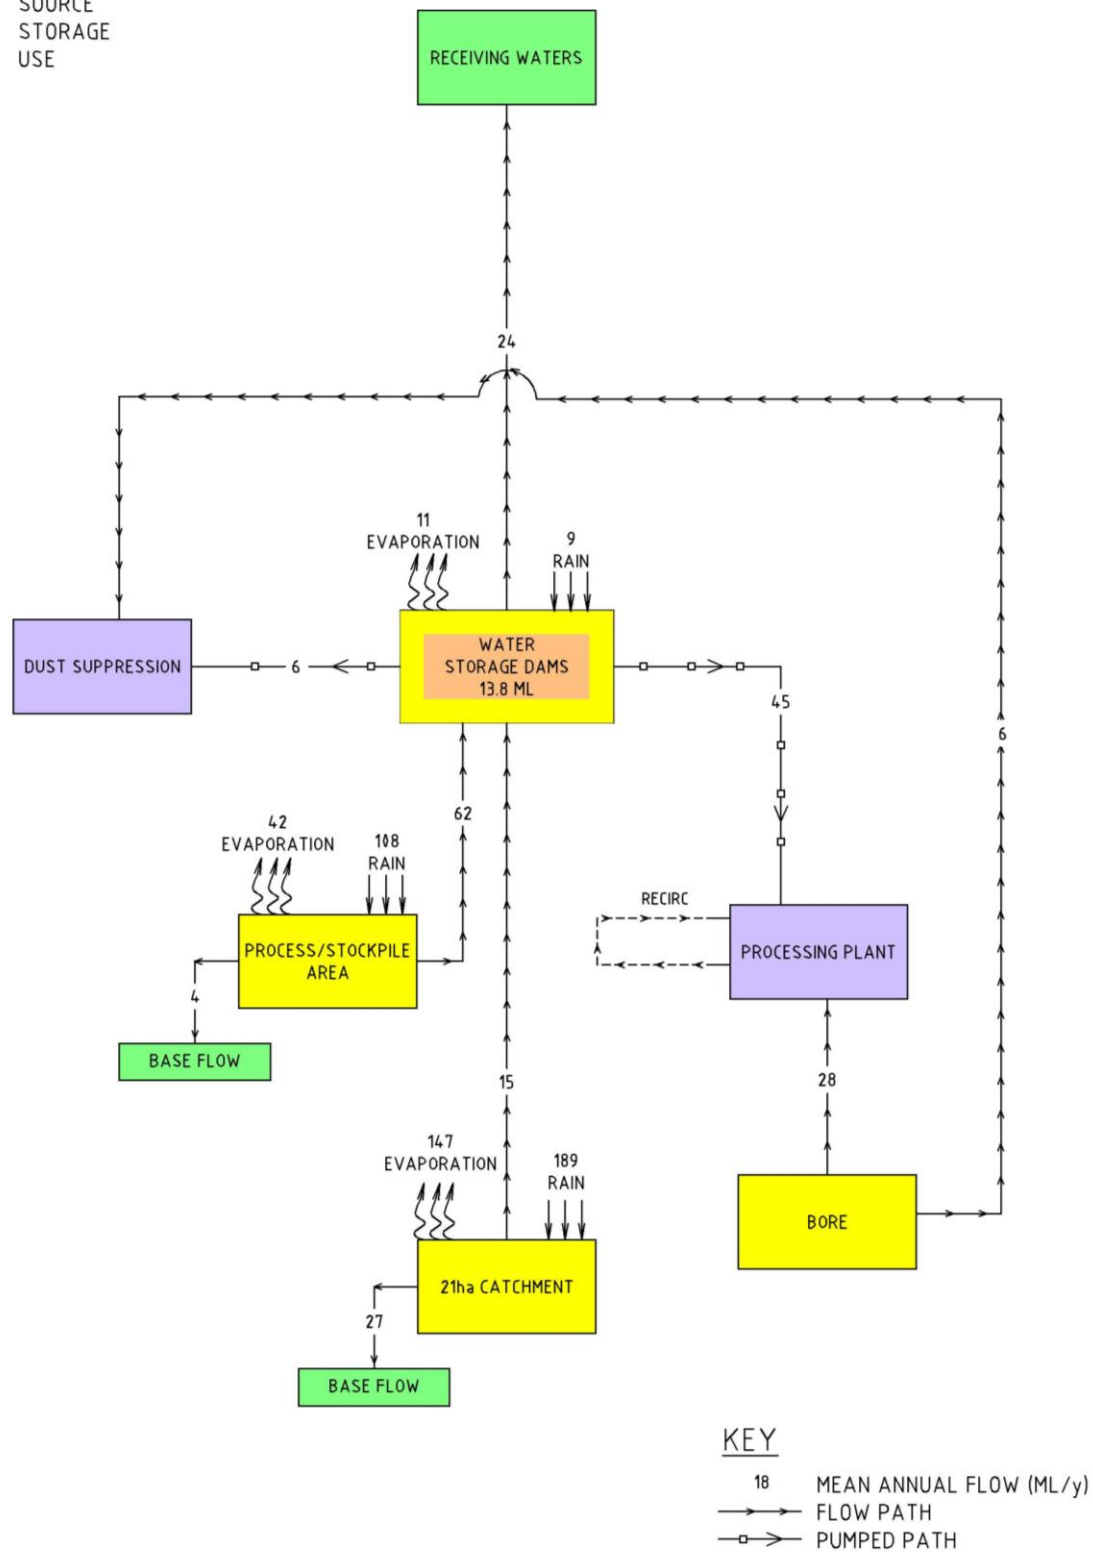 SOURCE
STORAGE
USE
RECEIVING WATERS
24
11
EVAPORATION
9
RAIN
DUST SUPPRESSION
6
WATER
STORAGE DAMS
13.8 ML
45
6
62
42
EVAPORATION
108
RAIN
RECIRC
PROCESS/STOCKPILE
AREA
PROCESSING PLANT
4
BASE FLOW
15
28
147
EVAPORATION
189
RAIN
BORE
21ha CATCHMENT
27
BASE FLOW
KEY
18 MEAN ANNUAL FLOW (ML/y)
FLOW PATH
PUMPED PATH